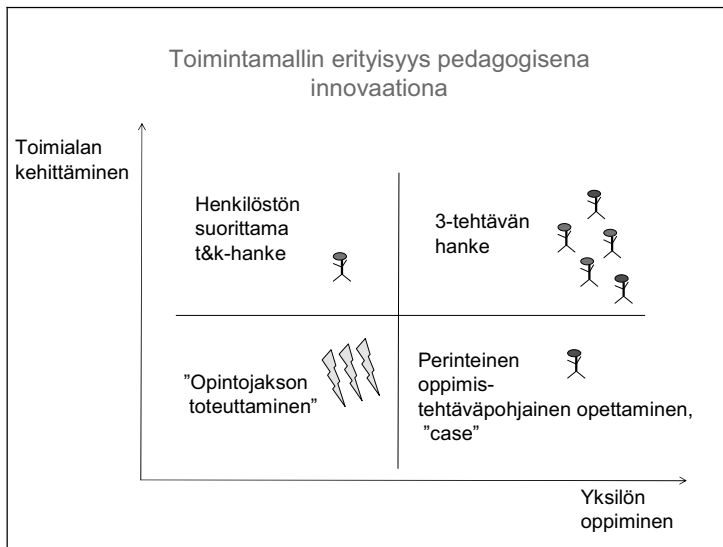 Toimintamallin erityisyys pedagogisena
innovaationa
Toimialan
kehittäminen
Henkilöstön
suorittama
t&k-hanke
3-tehtävän
hanke
”Opintojakson
toteuttaminen”
Perinteinen
oppimis-
tehtäväpohjainen opettaminen,
”case”
Yksilön
oppiminen